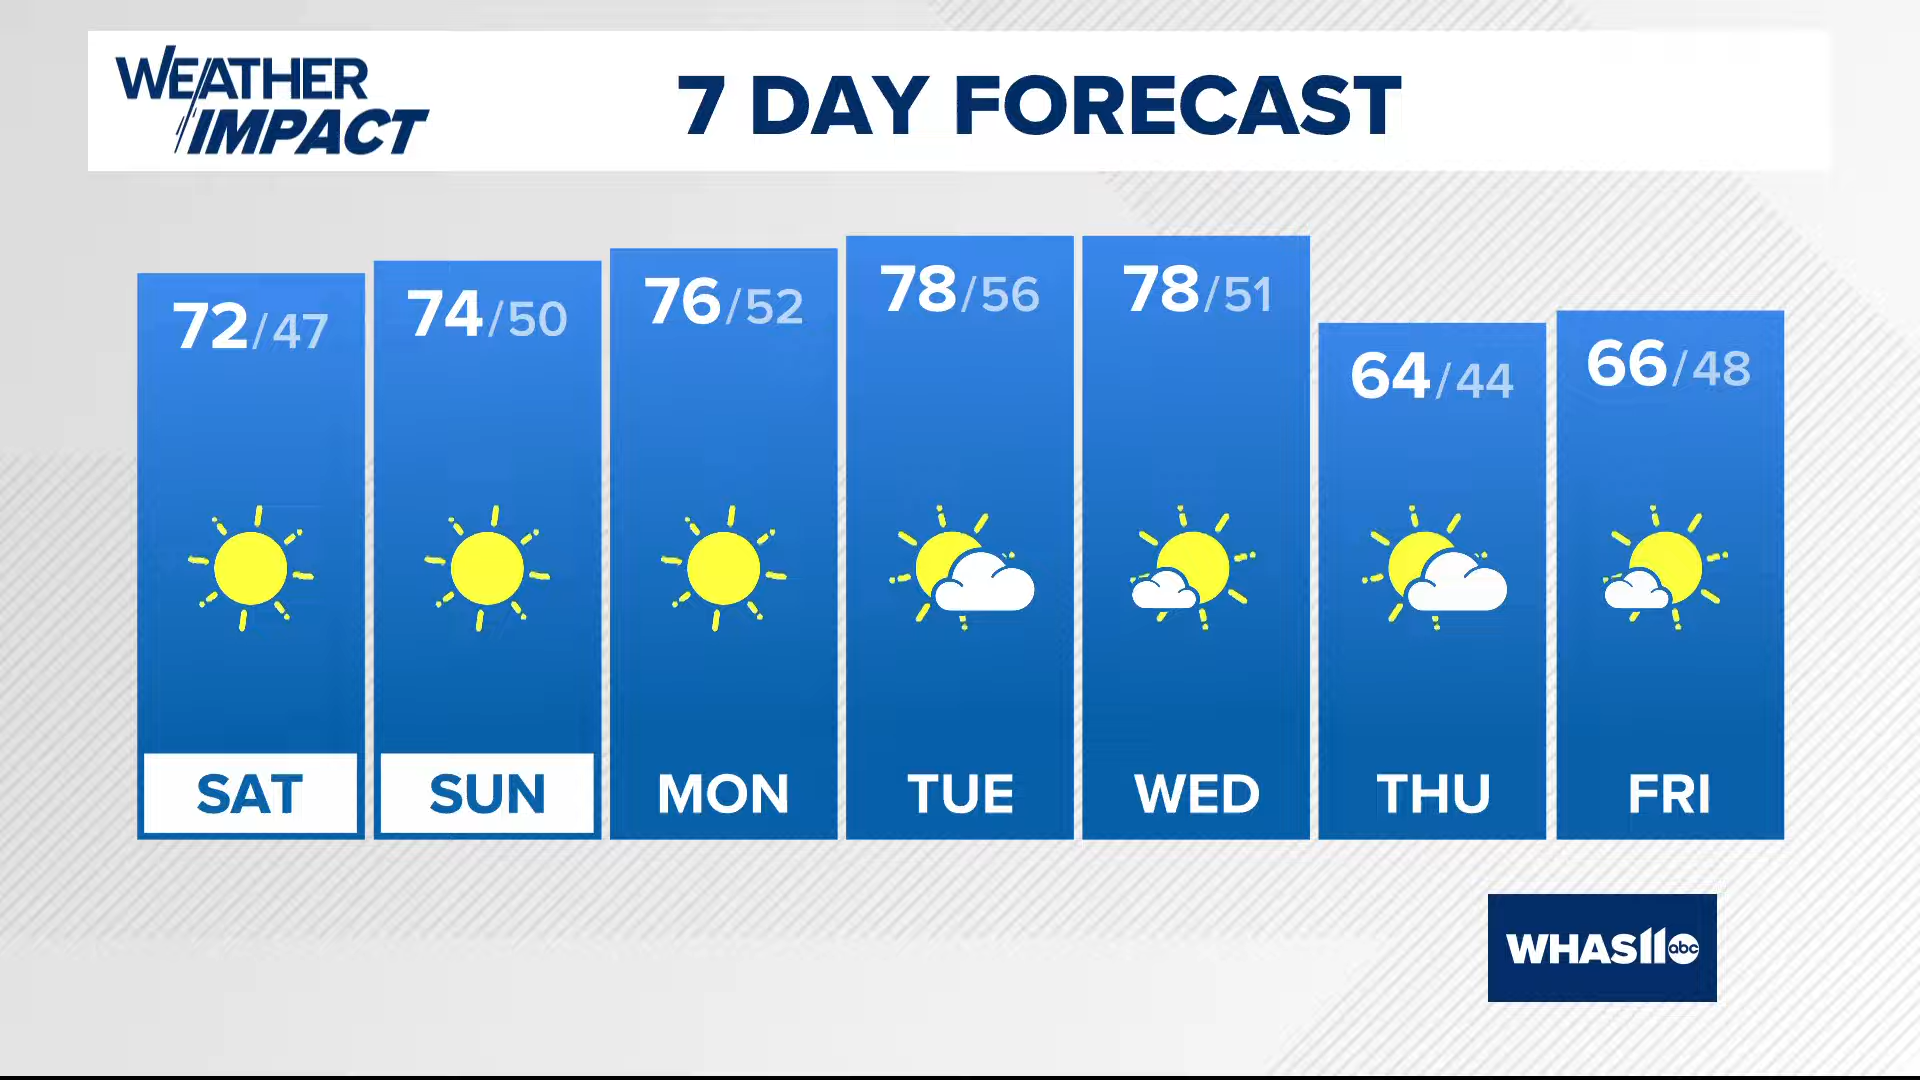 WEATHER
IMPACT
7 DAY FORECAST
72/47
74/50
76/52
78/56
78/51
64/44
66/48
SAT
SUN
MON
TUE
WED
THU
FRI
WHAS11 abc